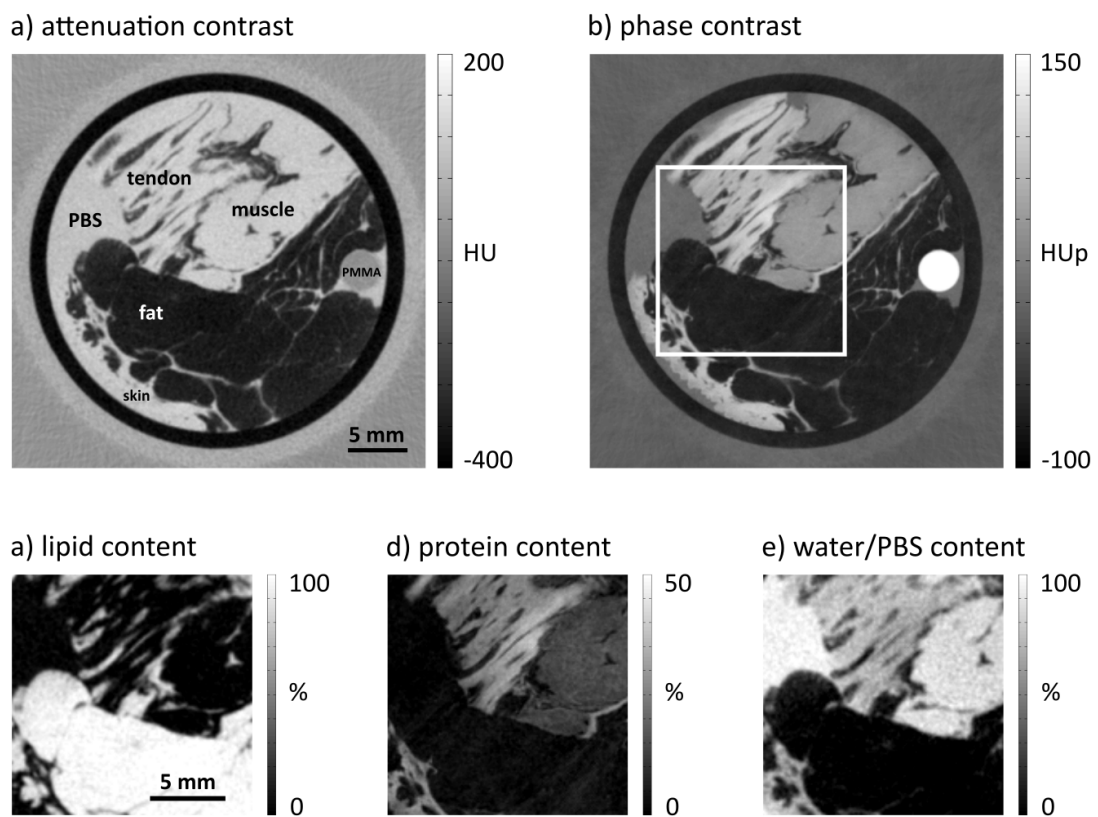 a) attenuation contrast
b) phase contrast
200
HU
-400
tendon
PBS
muscle
PMMA
fat
skin
5 mm
150
HUp
-100
a) lipid content
d) protein content
e) water/PBS content
100
%
0
5 mm
50
%
0
100
%
0